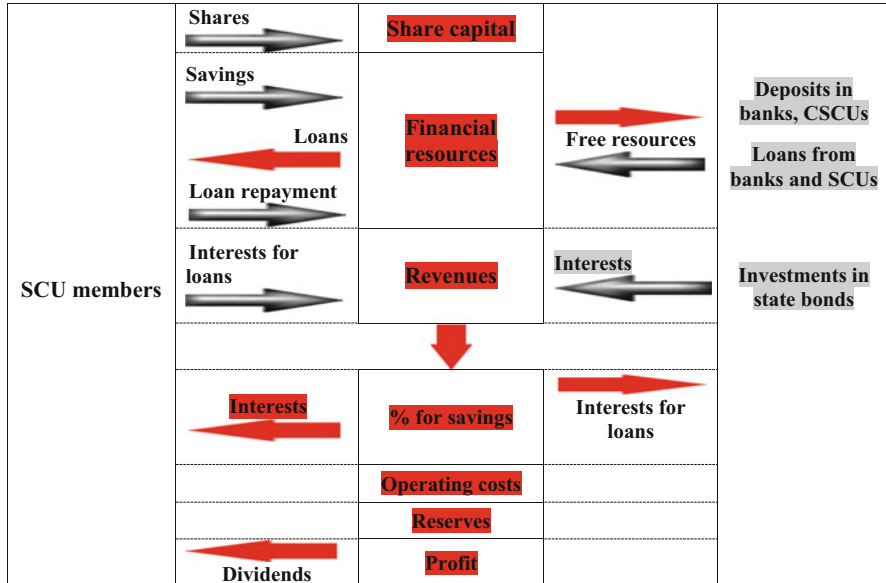 SCU members
Shares
Share capital
Savings
Loans
Loan repayment
Financial
resources
Free resources
Deposits in
banks, CSCUs
Loans from
banks and SCUs
Interests for
loans
Revenues
Interests
Investments in
state bonds
Interests
% for savings
Interests for
loans
Operating costs
Reserves
Dividends
Profit